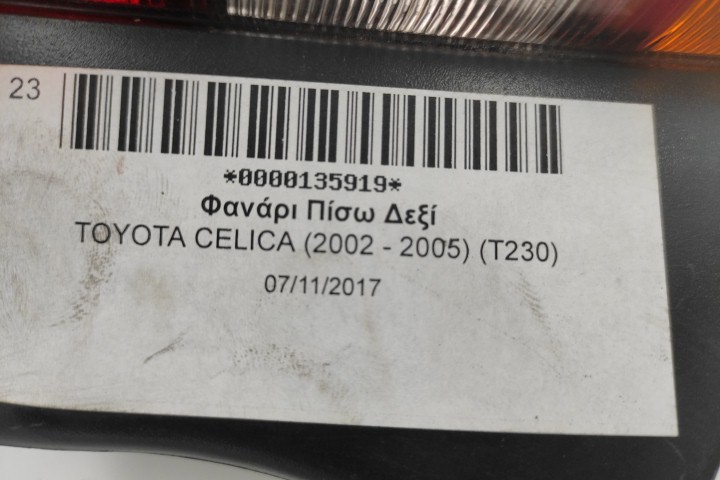 23
*0000135919*
Φανάρι Πίσω Δεξί
TOYOTA CELICA (2002 - 2005) (T230)
07/11/2017